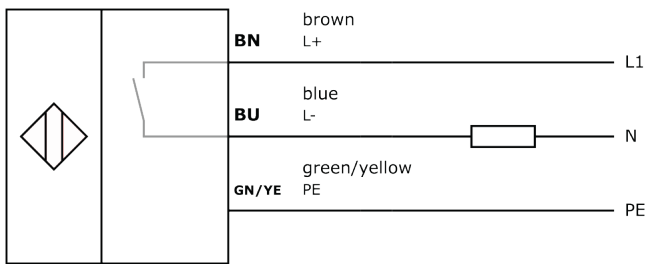 brown
BN L+
L1
blue
BU L-
N
green/yellow
GN/YE PE
PE